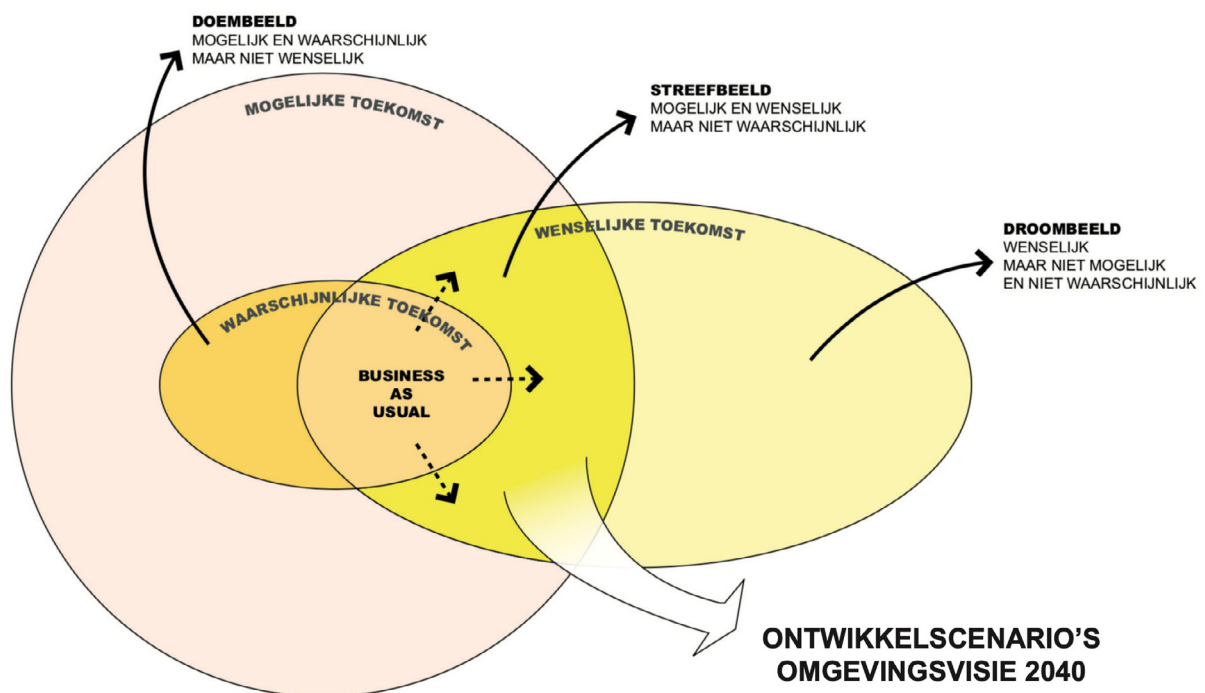 DOEMBEELD
MOGELIJK EN WAARSCHIJNLIJK
MAAR NIET WENSELIJK
MOGELIJKE TOEKOMST
STREEFBEELD
MOGELIJK EN WENSELIJK
MAAR NIET WAARSCHIJNLIJK
WENSELIJKE TOEKOMST
DROOMBEELD
WENSELIJK
MAAR NIET MOGELIJK
EN NIET WAARSCHIJNLIJK
WAARSCHIJNLIJKE TOEKOMST
BUSINESS
AS
USUAL
ONTWIKKELSCENARIO'S
OMGEVINGSVISIE 2040